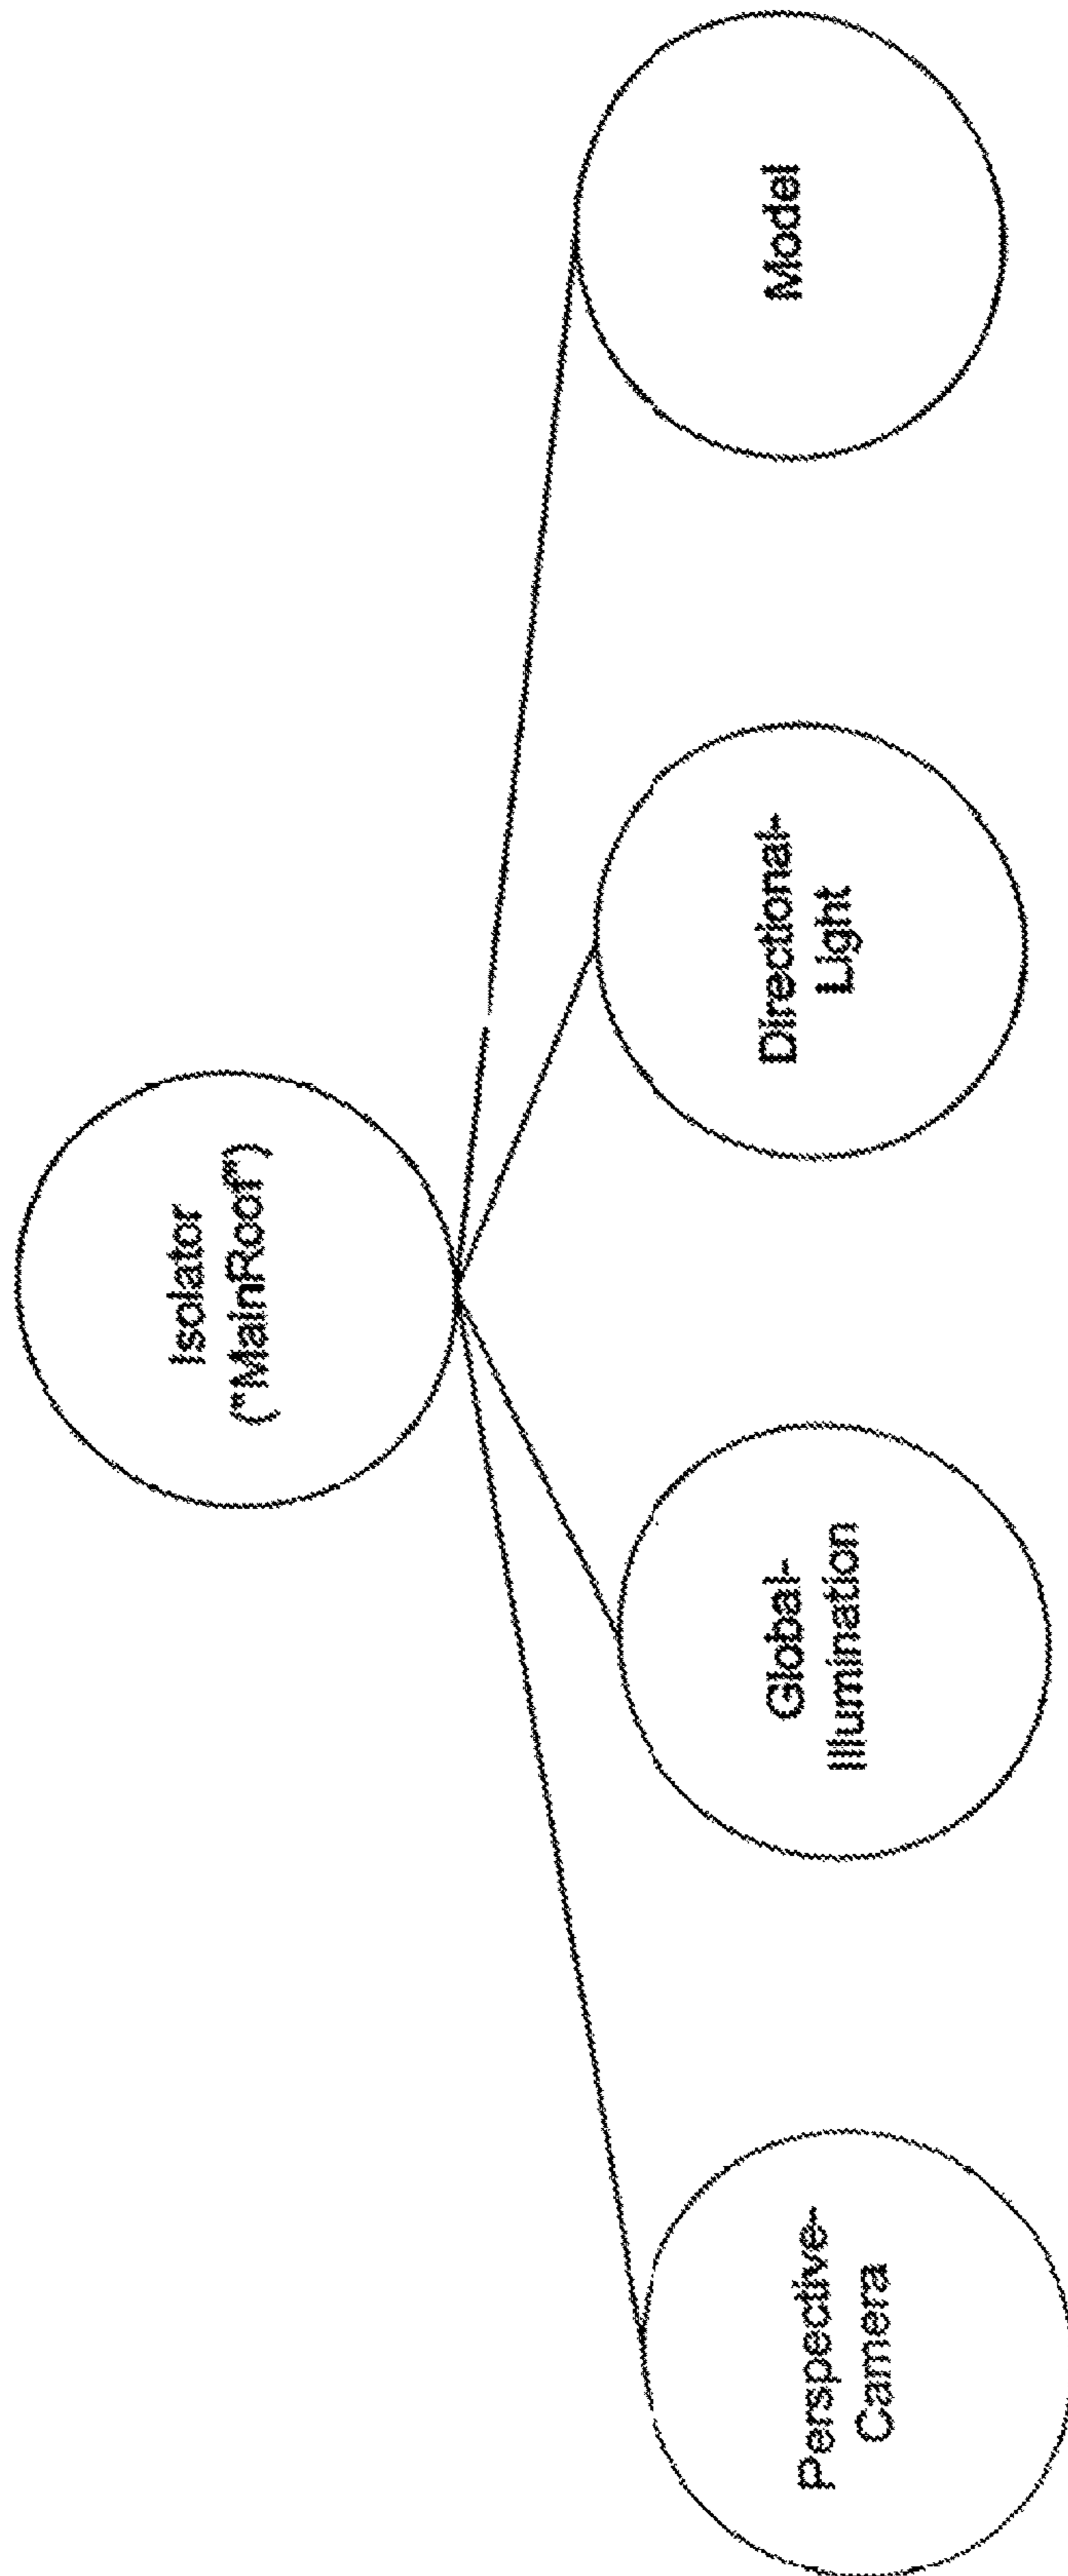 Isolator
("MainRoof")
Perspective-
Camera
Global-
Illumination
Directional-
Light
Model